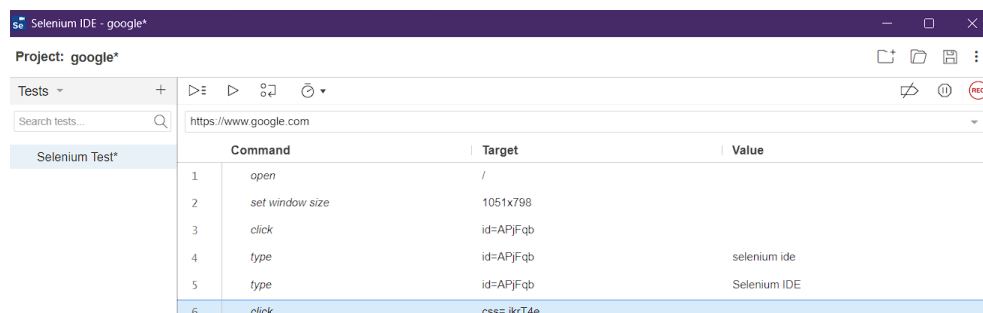 Se Selenium IDE - google*
Project: google*
Tests
Search tests...
Selenium Test*
REC
https://www.google.com
Command Target Value
1 open /
2 set window size 1051x798
3 click id=APjFqb
4 type id=APjFqb selenium ide
5 type id=APjFqb Selenium IDE
6 click